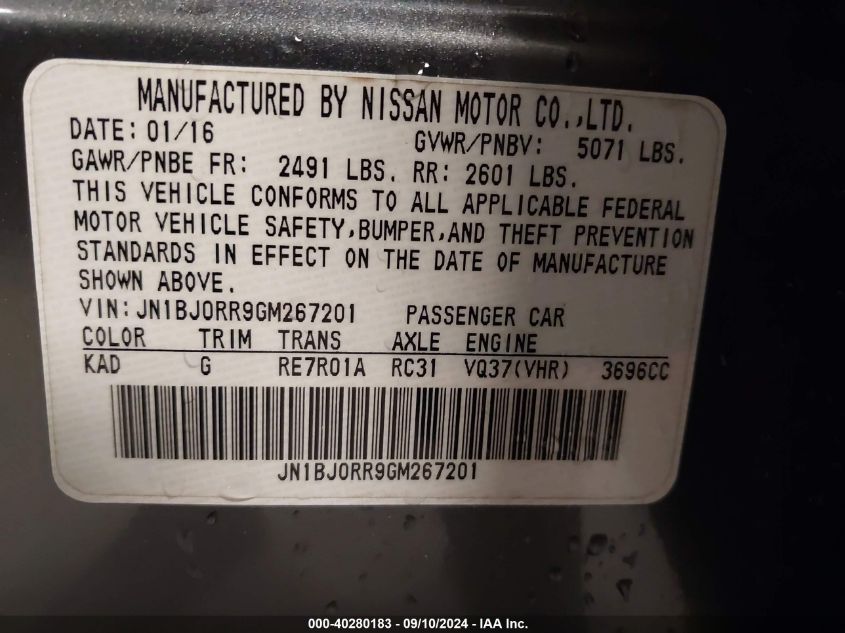 MANUFACTURED BY NISSAN MOTOR CO.,LTD.
DATE: 01/16 GVWR/PNBV: 5071 LBS.
GAWR/PNBE FR: 2491 LBS. RR: 2601 LBS.
THIS VEHICLE CONFORMS TO ALL APPLICABLE FEDERAL
MOTOR VEHICLE SAFETY,BUMPER,AND THEFT PREVENTION
STANDARDS IN EFFECT ON THE DATE OF MANUFACTURE
SHOWN ABOVE.
VIN:JN1BJ0RR9GM267201 PASSENGER CAR
COLOR TRIM TRANS AXLE ENGINE
KAD G RE7R01A RC31 VQ37(VHR) 3696CC
JN1BJ0RR9GM267201
000-40280183 - 09/10/2024 - IAA Inc.